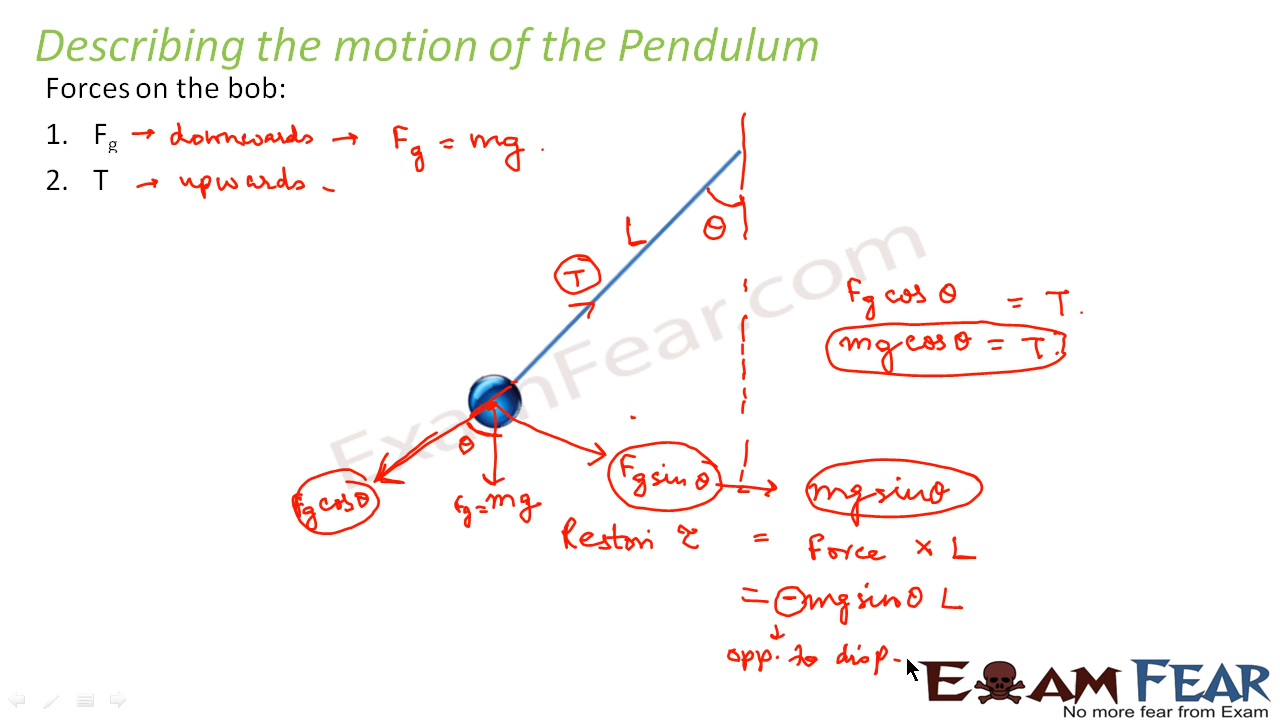 Describing the motion of the Pendulum
Forces on the bob:
1. Fg → downwards → Fg = mg.
2. T → upwards -
θ
L
T
Fg cos θ = T.
mg cos θ = T.
θ
Fg sin θ → mg sin θ
Fg cos θ
Fg = mg
Restori τ = Force × L
= - mg sin θ L
↓
opp. to disp -
ExamFear.com
EXAM FEAR
No more fear from Exam